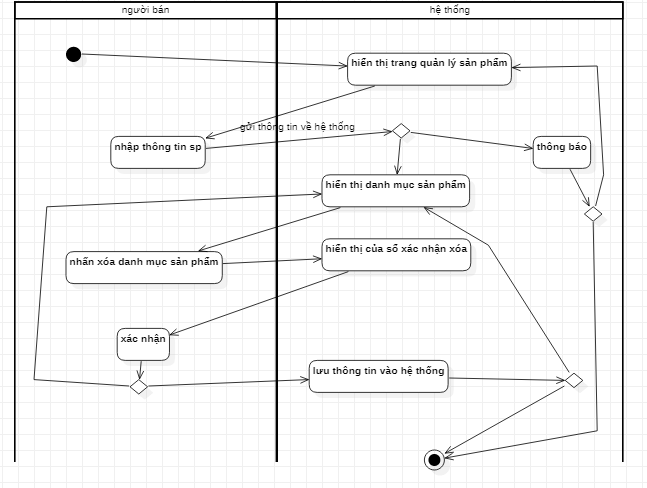 người bán
hệ thống
hiển thị trang quản lý sản phẩm
gửi thông tin về hệ thống
nhập thông tin sp
thông báo
hiển thị danh mục sản phẩm
nhấn xóa danh mục sản phẩm
hiển thị của sổ xác nhận xóa
xác nhận
lưu thông tin vào hệ thống